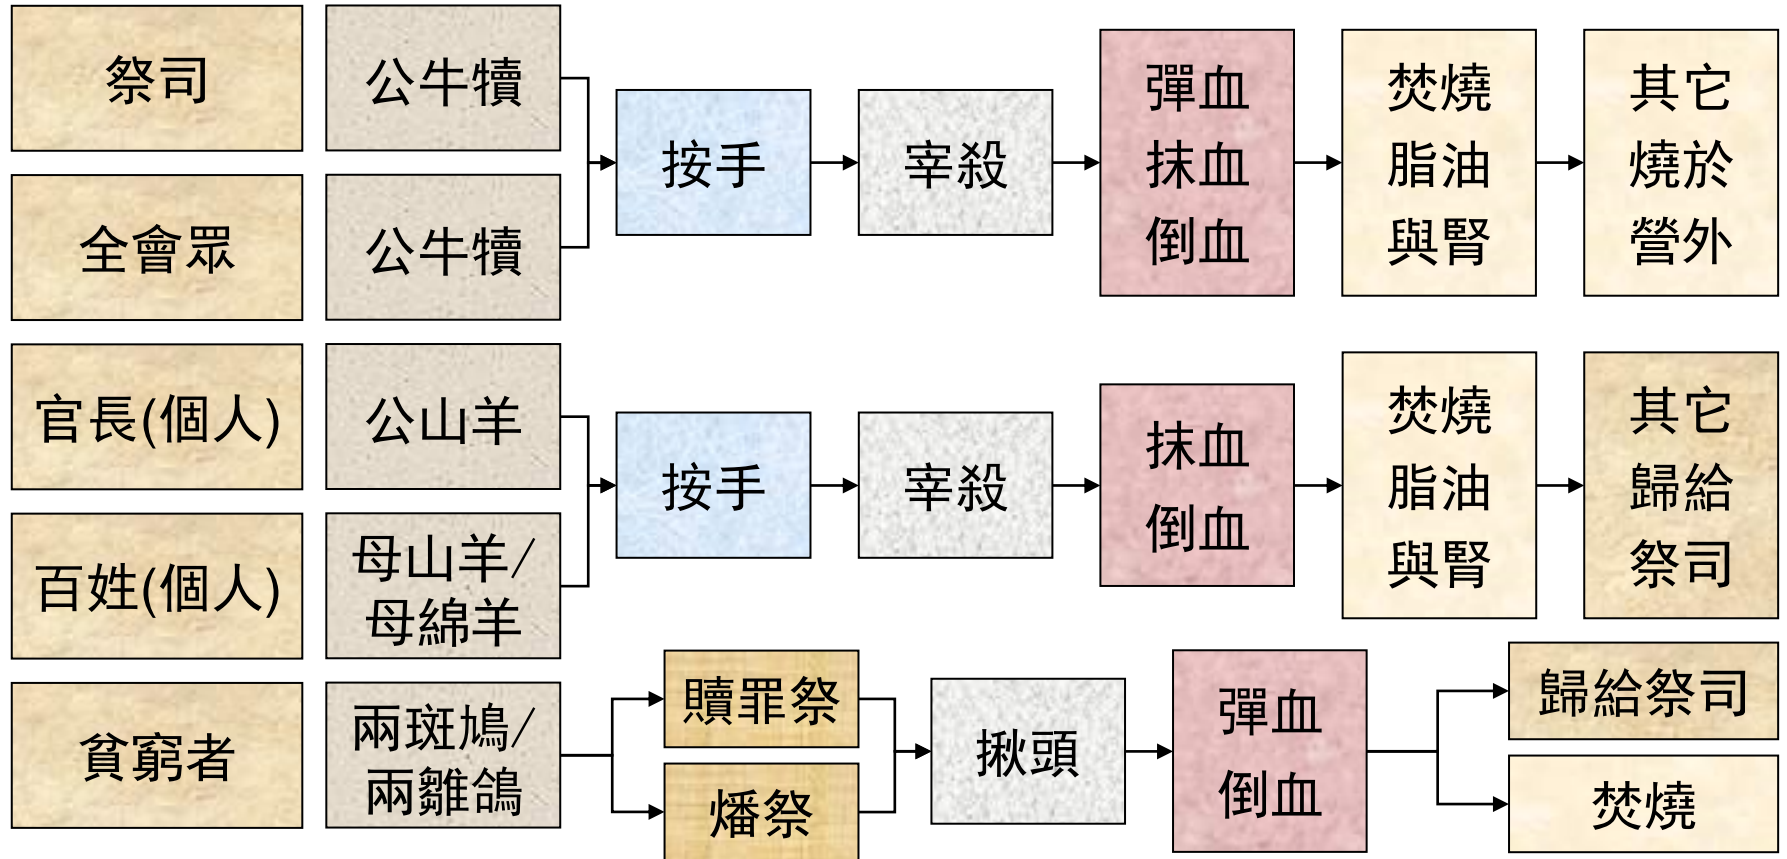 祭司
公牛犢
全會眾
公牛犢
按手
宰殺
彈血
抹血
倒血
焚燒
脂油
與腎
其它
燒於
營外
官長(個人)
公山羊
百姓(個人)
母山羊/
母綿羊
按手
宰殺
抹血
倒血
焚燒
脂油
與腎
其它
歸給
祭司
貧窮者
兩斑鳩/
兩雛鴿
贖罪祭
燔祭
揪頭
彈血
倒血
歸給祭司
焚燒